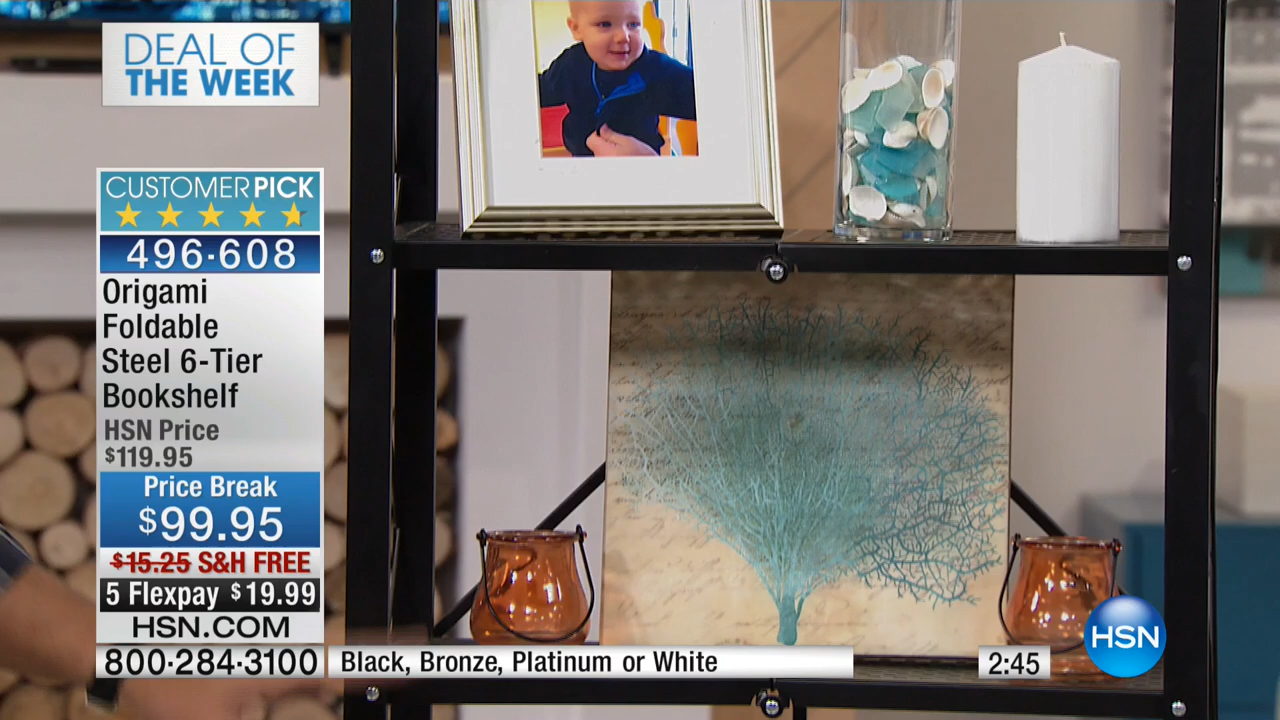 DEAL OF
THE WEEK
CUSTOMER PICK
496-608
Origami
Foldable
Steel 6-Tier
Bookshelf
HSN Price
$119.95
Price Break
$99.95
$15.25 S&H FREE
5 Flexpay $19.99
HSN.COM
800-284-3100
Black, Bronze, Platinum or White
2:45
HSN